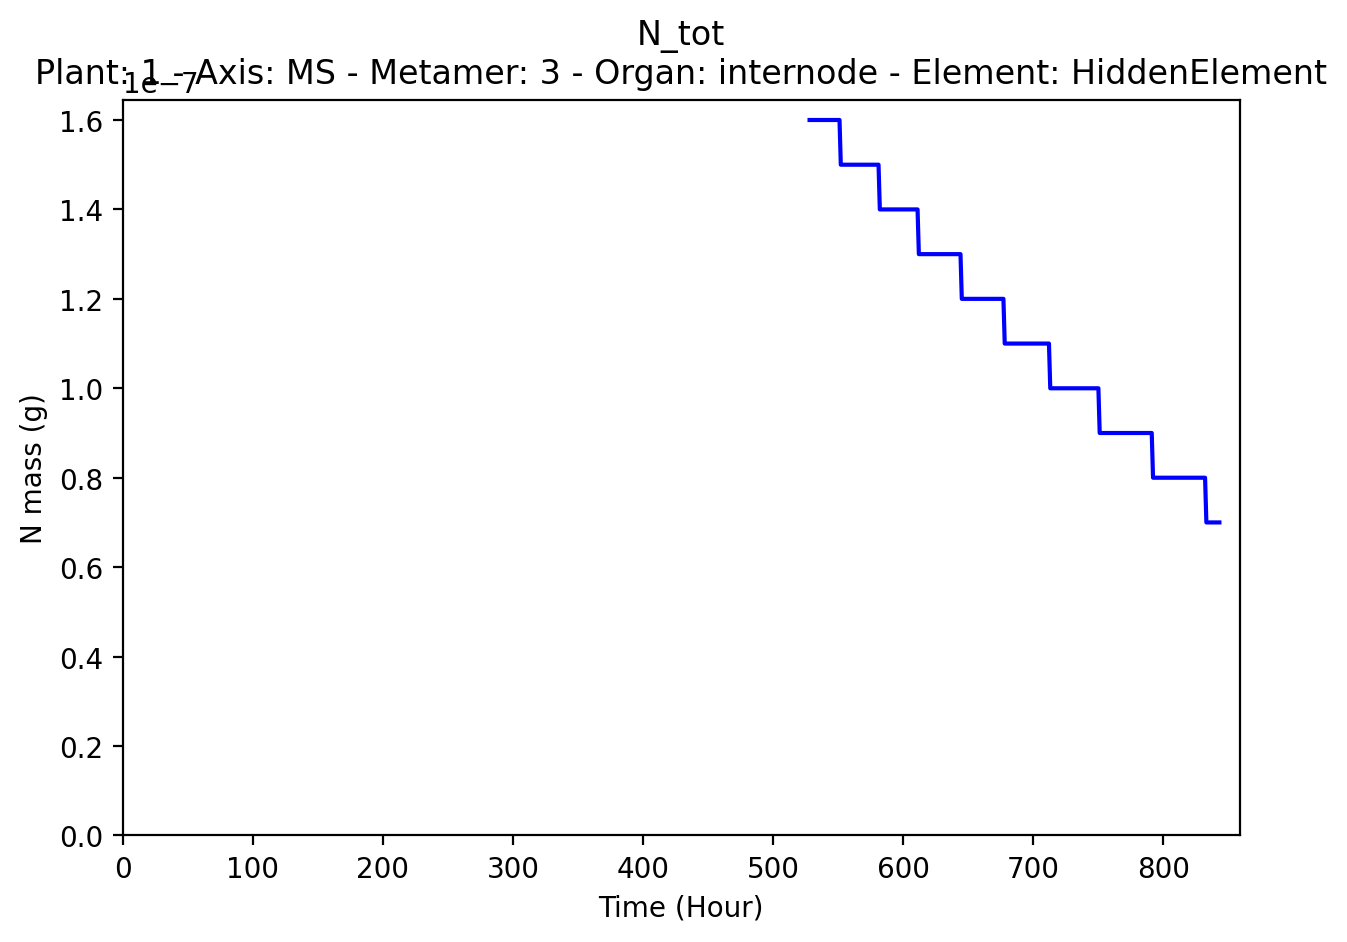 N_tot
Plant: 1 - Axis: MS - Metamer: 3 - Organ: internode - Element: HiddenElement
1e−7
1.6
1.4
1.2
1.0
0.8
0.6
0.4
0.2
0.0
N mass (g)
0 100 200 300 400 500 600 700 800
Time (Hour)